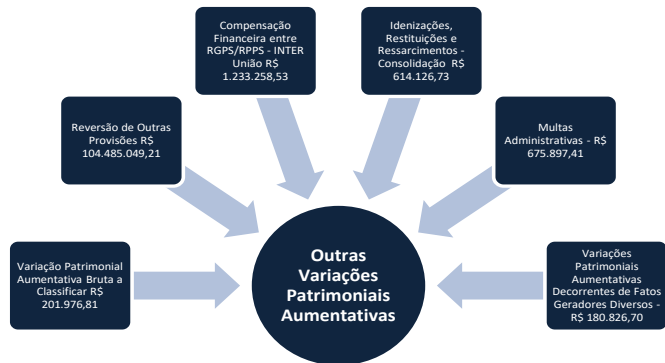 Compensação
Financeira entre
RGPS/RPPS - INTER
União R$
1.233.258,53
Idenizações,
Restituições e
Ressarcimentos -
Consolidação R$
614.126,73
Reversão de Outras
Provisões R$
104.485.049,21
Multas
Administrativas - R$
675.897,41
Variação Patrimonial
Aumentativa Bruta a
Classificar R$
201.976,81
Outras
Variações
Patrimoniais
Aumentativas
Variações
Patrimoniais
Aumentativas
Decorrentes de Fatos
Geradores Diversos -
R$ 180.826,70